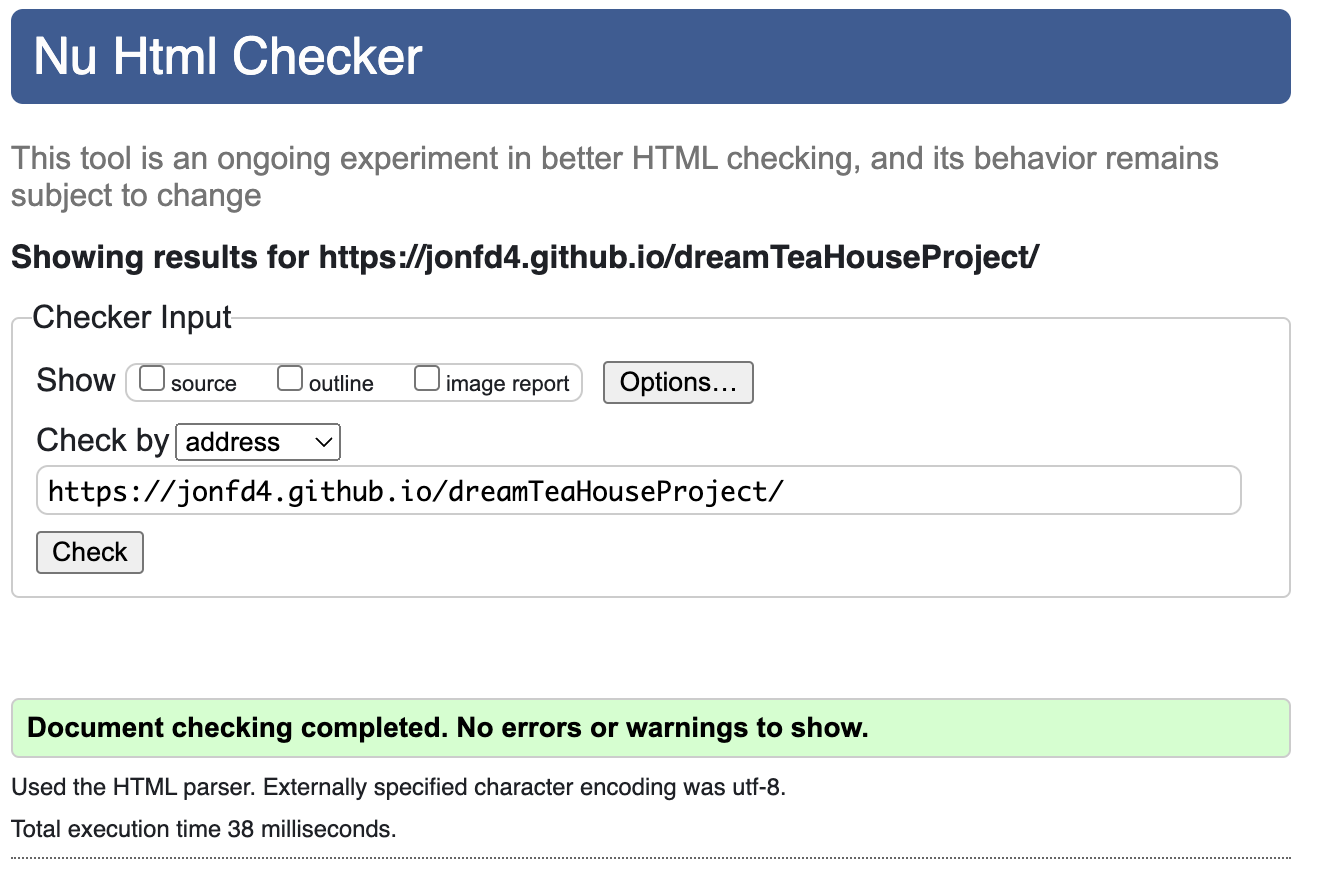 Nu Html Checker
This tool is an ongoing experiment in better HTML checking, and its behavior remains
subject to change
Showing results for https://jonfd4.github.io/dreamTeaHouseProject/
Checker Input
Show source outline image report Options…
Check by address
https://jonfd4.github.io/dreamTeaHouseProject/
Check
Document checking completed. No errors or warnings to show.
Used the HTML parser. Externally specified character encoding was utf-8.
Total execution time 38 milliseconds.